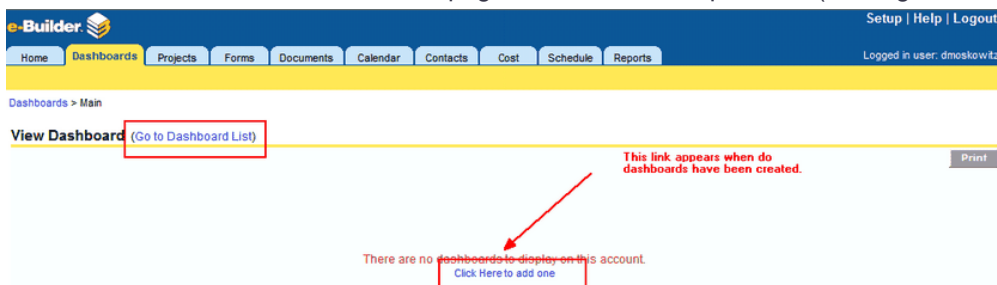 e-Builder.
Setup | Help | Logout
Home Dashboards Projects Forms Documents Calendar Contacts Cost Schedule Reports
Logged in user: dmoskowitz
Dashboards > Main
View Dashboard (Go to Dashboard List)
This link appears when do
dashboards have been created.
Print
There are no dashboards to display on this account.
Click Here to add one